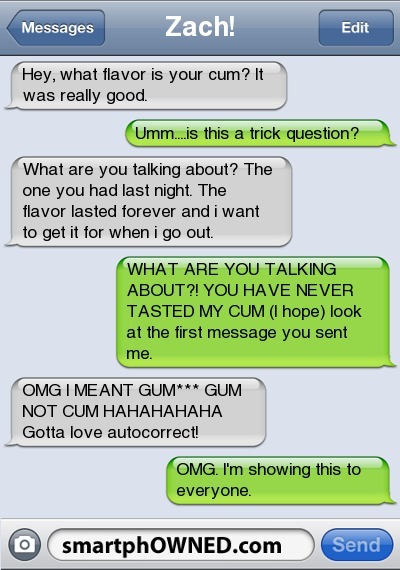 Messages
Zach!
Edit
Hey, what flavor is your cum? It
was really good.
Umm....is this a trick question?
What are you talking about? The
one you had last night. The
flavor lasted forever and i want
to get it for when i go out.
WHAT ARE YOU TALKING
ABOUT?! YOU HAVE NEVER
TASTED MY CUM (I hope) look
at the first message you sent
me.
OMG I MEANT GUM*** GUM
NOT CUM HAHAHAHAHA
Gotta love autocorrect!
OMG. I'm showing this to
everyone.
smartphOWNED.com
Send